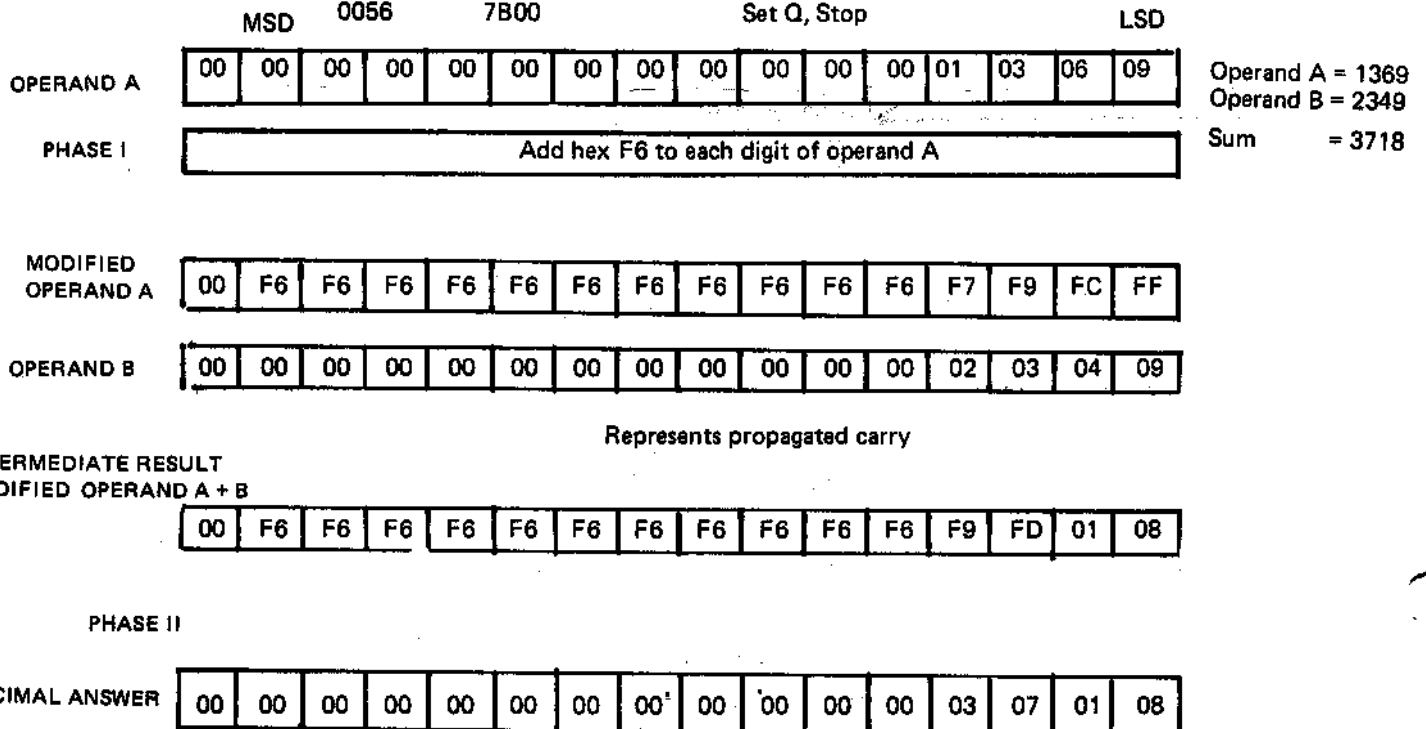 MSD 0056 7B00 Set Q, Stop LSD
OPERAND A 00 00 00 00 00 00 00 00 00 00 00 00 01 03 06 09
Operand A = 1369
Operand B = 2349
Sum = 3718
PHASE I Add hex F6 to each digit of operand A
MODIFIED
OPERAND A 00 F6 F6 F6 F6 F6 F6 F6 F6 F6 F6 F6 F7 F9 FC FF
OPERAND B 00 00 00 00 00 00 00 00 00 00 00 00 02 03 04 09
Represents propagated carry
ERMEDIATE RESULT
DIFIED OPERAND A + B
00 F6 F6 F6 F6 F6 F6 F6 F6 F6 F6 F6 F9 FD 01 08
PHASE II
CIMAL ANSWER 00 00 00 00 00 00 00 00 00 00 00 00 03 07 01 08